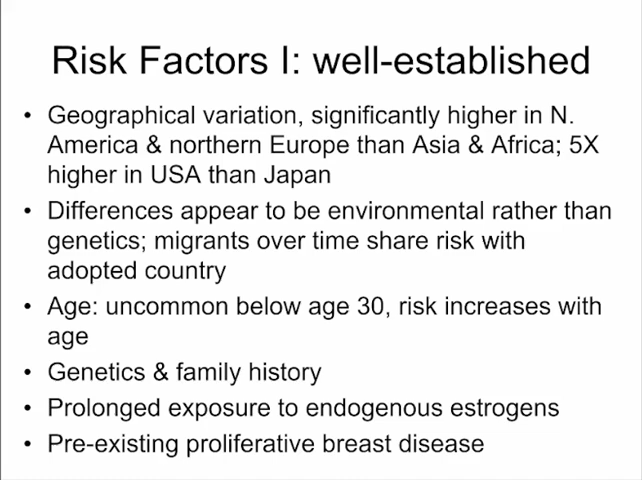 Risk Factors I: well-established
• Geographical variation, significantly higher in N.
America & northern Europe than Asia & Africa; 5X
higher in USA than Japan
• Differences appear to be environmental rather than
genetics; migrants over time share risk with
adopted country
• Age: uncommon below age 30, risk increases with
age
• Genetics & family history
• Prolonged exposure to endogenous estrogens
• Pre-existing proliferative breast disease